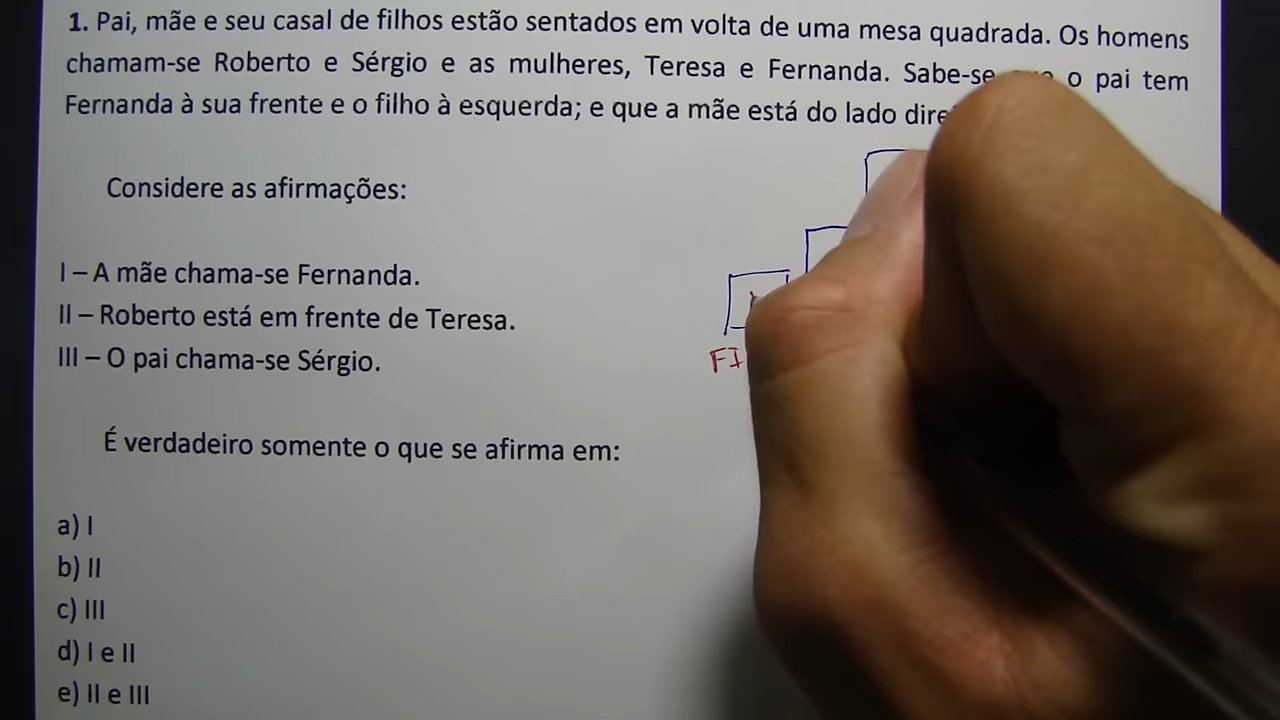 1. Pai, mãe e seu casal de filhos estão sentados em volta de uma mesa quadrada. Os homens
chamam-se Roberto e Sérgio e as mulheres, Teresa e Fernanda. Sabe-se o pai tem
Fernanda à sua frente e o filho à esquerda; e que a mãe está do lado
Considere as afirmações:
I – A mãe chama-se Fernanda.
II – Roberto está em frente de Teresa.
III – O pai chama-se Sérgio.
FI
É verdadeiro somente o que se afirma em:
a) I
b) II
c) III
d) I e II
e) II e III